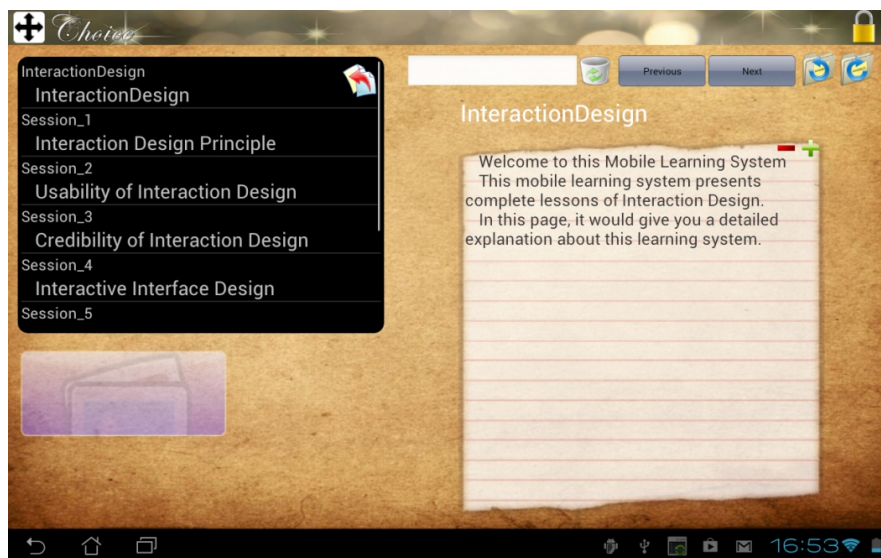 Choice
InteractionDesign
InteractionDesign
Session_1
Interaction Design Principle
Session_2
Usability of Interaction Design
Session_3
Credibility of Interaction Design
Session_4
Interactive Interface Design
Session_5
Previous
Next
InteractionDesign
Welcome to this Mobile Learning System
This mobile learning system presents
complete lessons of Interaction Design.
In this page, it would give you a detailed
explanation about this learning system.
16:53